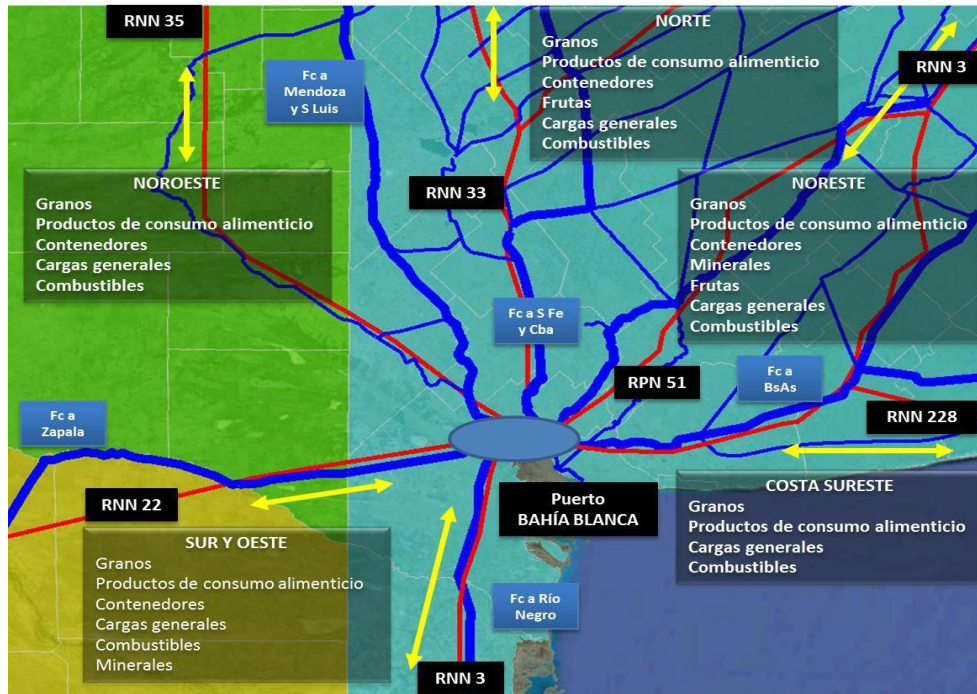 RNN 35
Fc a
Mendoza
y S Luis
NORTE
Granos
Productos de consumo alimenticio
Contenedores
Frutas
Cargas generales
Combustibles
RNN 3
NOROESTE
Granos
Productos de consumo alimenticio
Contenedores
Cargas generales
Combustibles
RNN 33
NORESTE
Granos
Productos de consumo alimenticio
Contenedores
Minerales
Frutas
Cargas generales
Combustibles
Fc a S Fe
y Cba
RPN 51
Fc a
BsAs
RNN 228
Fc a
Zapala
RNN 22
Puerto
BAHÍA BLANCA
COSTA SURESTE
Granos
Productos de consumo alimenticio
Cargas generales
Combustibles
SUR Y OESTE
Granos
Productos de consumo alimenticio
Contenedores
Cargas generales
Combustibles
Minerales
Fc a Río
Negro
RNN 3